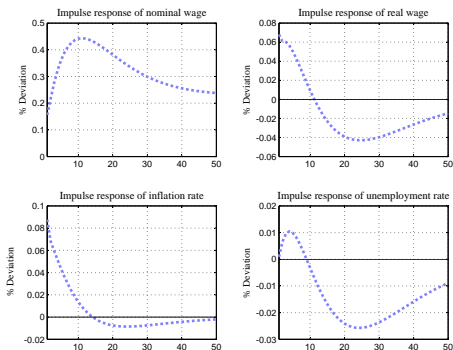 Impulse response of nominal wage
0.5
0.4
0.3
0.2
0.1
0
% Deviation
10 20 30 40 50
Impulse response of real wage
0.08
0.06
0.04
0.02
0
-0.02
-0.04
-0.06
% Deviation
10 20 30 40 50
Impulse response of inflation rate
0.1
0.08
0.06
0.04
0.02
0
-0.02
% Deviation
10 20 30 40 50
Impulse response of unemployment rate
0.02
0.01
0
-0.01
-0.02
-0.03
% Deviation
10 20 30 40 50